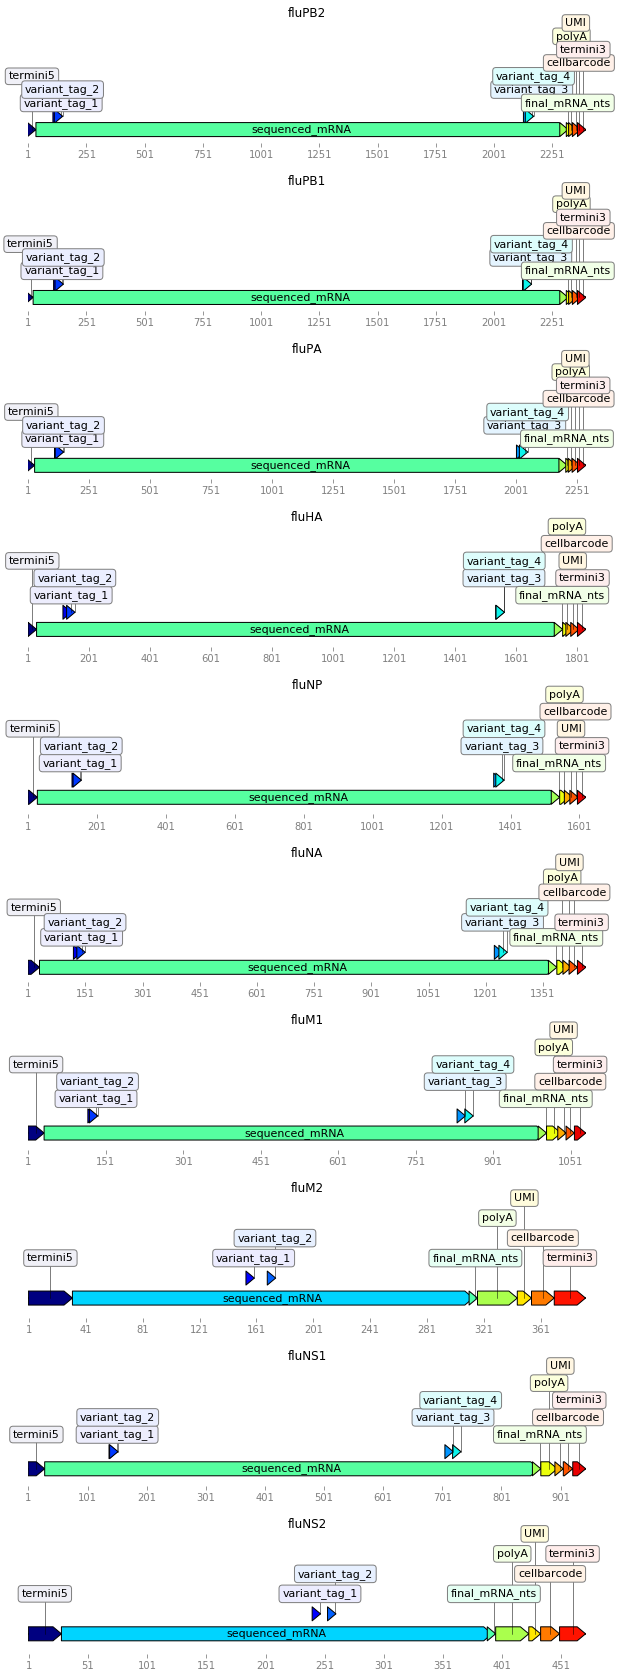 fluPB2
UMI
polyA
termini3
cellbarcode
termini5
variant_tag_4
variant_tag_2
variant_tag_3
variant_tag_1
final_mRNA_nts
sequenced_mRNA
1 251 501 751 1001 1251 1501 1751 2001 2251
fluPB1
UMI
polyA
termini3
cellbarcode
termini5
variant_tag_4
variant_tag_2
variant_tag_3
variant_tag_1
final_mRNA_nts
sequenced_mRNA
1 251 501 751 1001 1251 1501 1751 2001 2251
fluPA
UMI
polyA
termini3
cellbarcode
termini5
variant_tag_4
variant_tag_2
variant_tag_3
variant_tag_1
final_mRNA_nts
sequenced_mRNA
1 251 501 751 1001 1251 1501 1751 2001 2251
fluHA
polyA
cellbarcode
termini5
variant_tag_4
UMI
variant_tag_2
variant_tag_3
termini3
variant_tag_1
final_mRNA_nts
sequenced_mRNA
1 201 401 601 801 1001 1201 1401 1601 1801
fluNP
polyA
cellbarcode
termini5
variant_tag_4
UMI
variant_tag_2
variant_tag_3
termini3
variant_tag_1
final_mRNA_nts
sequenced_mRNA
1 201 401 601 801 1001 1201 1401 1601
fluNA
UMI
polyA
cellbarcode
termini5
variant_tag_4
variant_tag_2
variant_tag_3
termini3
variant_tag_1
final_mRNA_nts
sequenced_mRNA
1 151 301 451 601 751 901 1051 1201 1351
fluM1
UMI
polyA
termini5
variant_tag_4
termini3
variant_tag_2
variant_tag_3
cellbarcode
variant_tag_1
final_mRNA_nts
sequenced_mRNA
1 151 301 451 601 751 901 1051
fluM2
UMI
polyA
variant_tag_2
cellbarcode
termini5
variant_tag_1
final_mRNA_nts
termini3
sequenced_mRNA
1 41 81 121 161 201 241 281 321 361
fluNS1
UMI
polyA
variant_tag_4
termini3
variant_tag_2
variant_tag_3
cellbarcode
termini5
variant_tag_1
final_mRNA_nts
sequenced_mRNA
1 101 201 301 401 501 601 701 801 901
fluNS2
UMI
polyA
termini3
variant_tag_2
cellbarcode
termini5
variant_tag_1
final_mRNA_nts
sequenced_mRNA
1 51 101 151 201 251 301 351 401 451